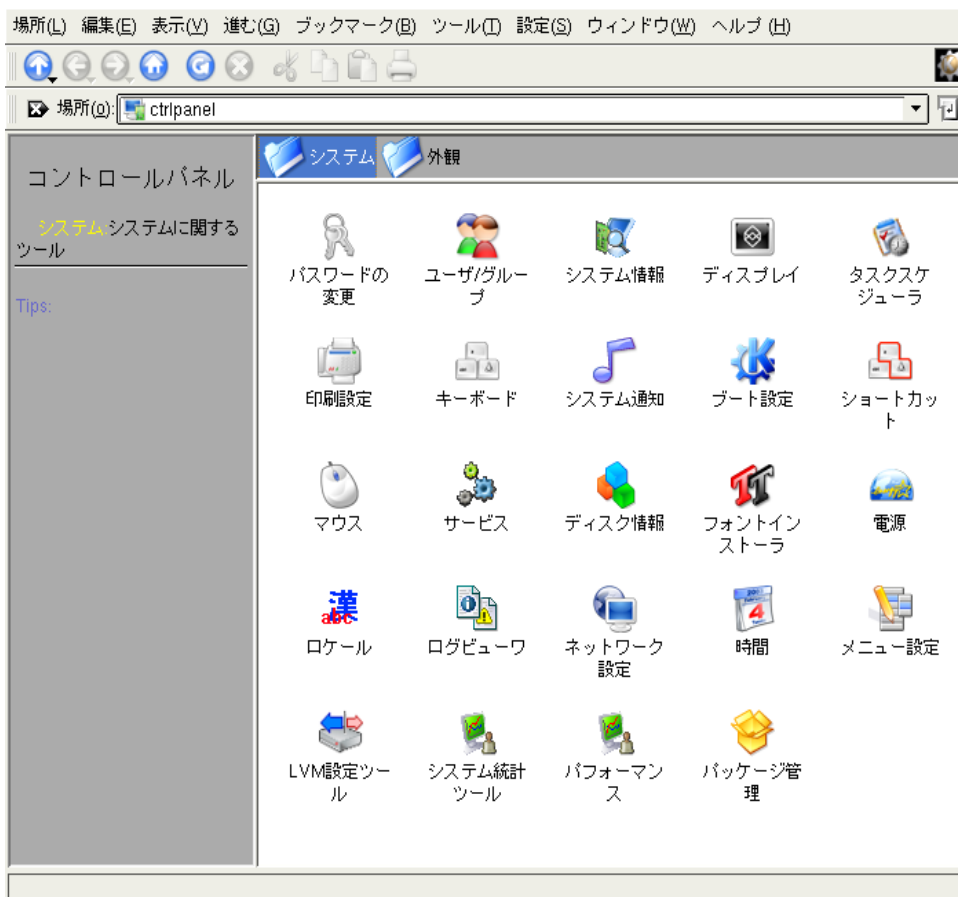 場所(L) 編集(E) 表示(V) 進む(G) ブックマーク(B) ツール(T) 設定(S) ウィンドウ(W) ヘルプ (H)
場所(o): ctrlpanel
コントロールパネル
システム:システムに関する
ツール
Tips:
システム 外観
パスワードの
変更
ユーザ/グルー
プ
システム情報
ディスプレイ
タスクスケ
ジューラ
印刷設定
キーボード
システム通知
ブート設定
ショートカッ
ト
マウス
サービス
ディスク情報
フォントイン
ストーラ
電源
漢
abc
ロケール
ログビューワ
ネットワーク
設定
4
時間
メニュー設定
LVM設定ツー
ル
システム統計
ツール
パフォーマン
ス
パッケージ管
理